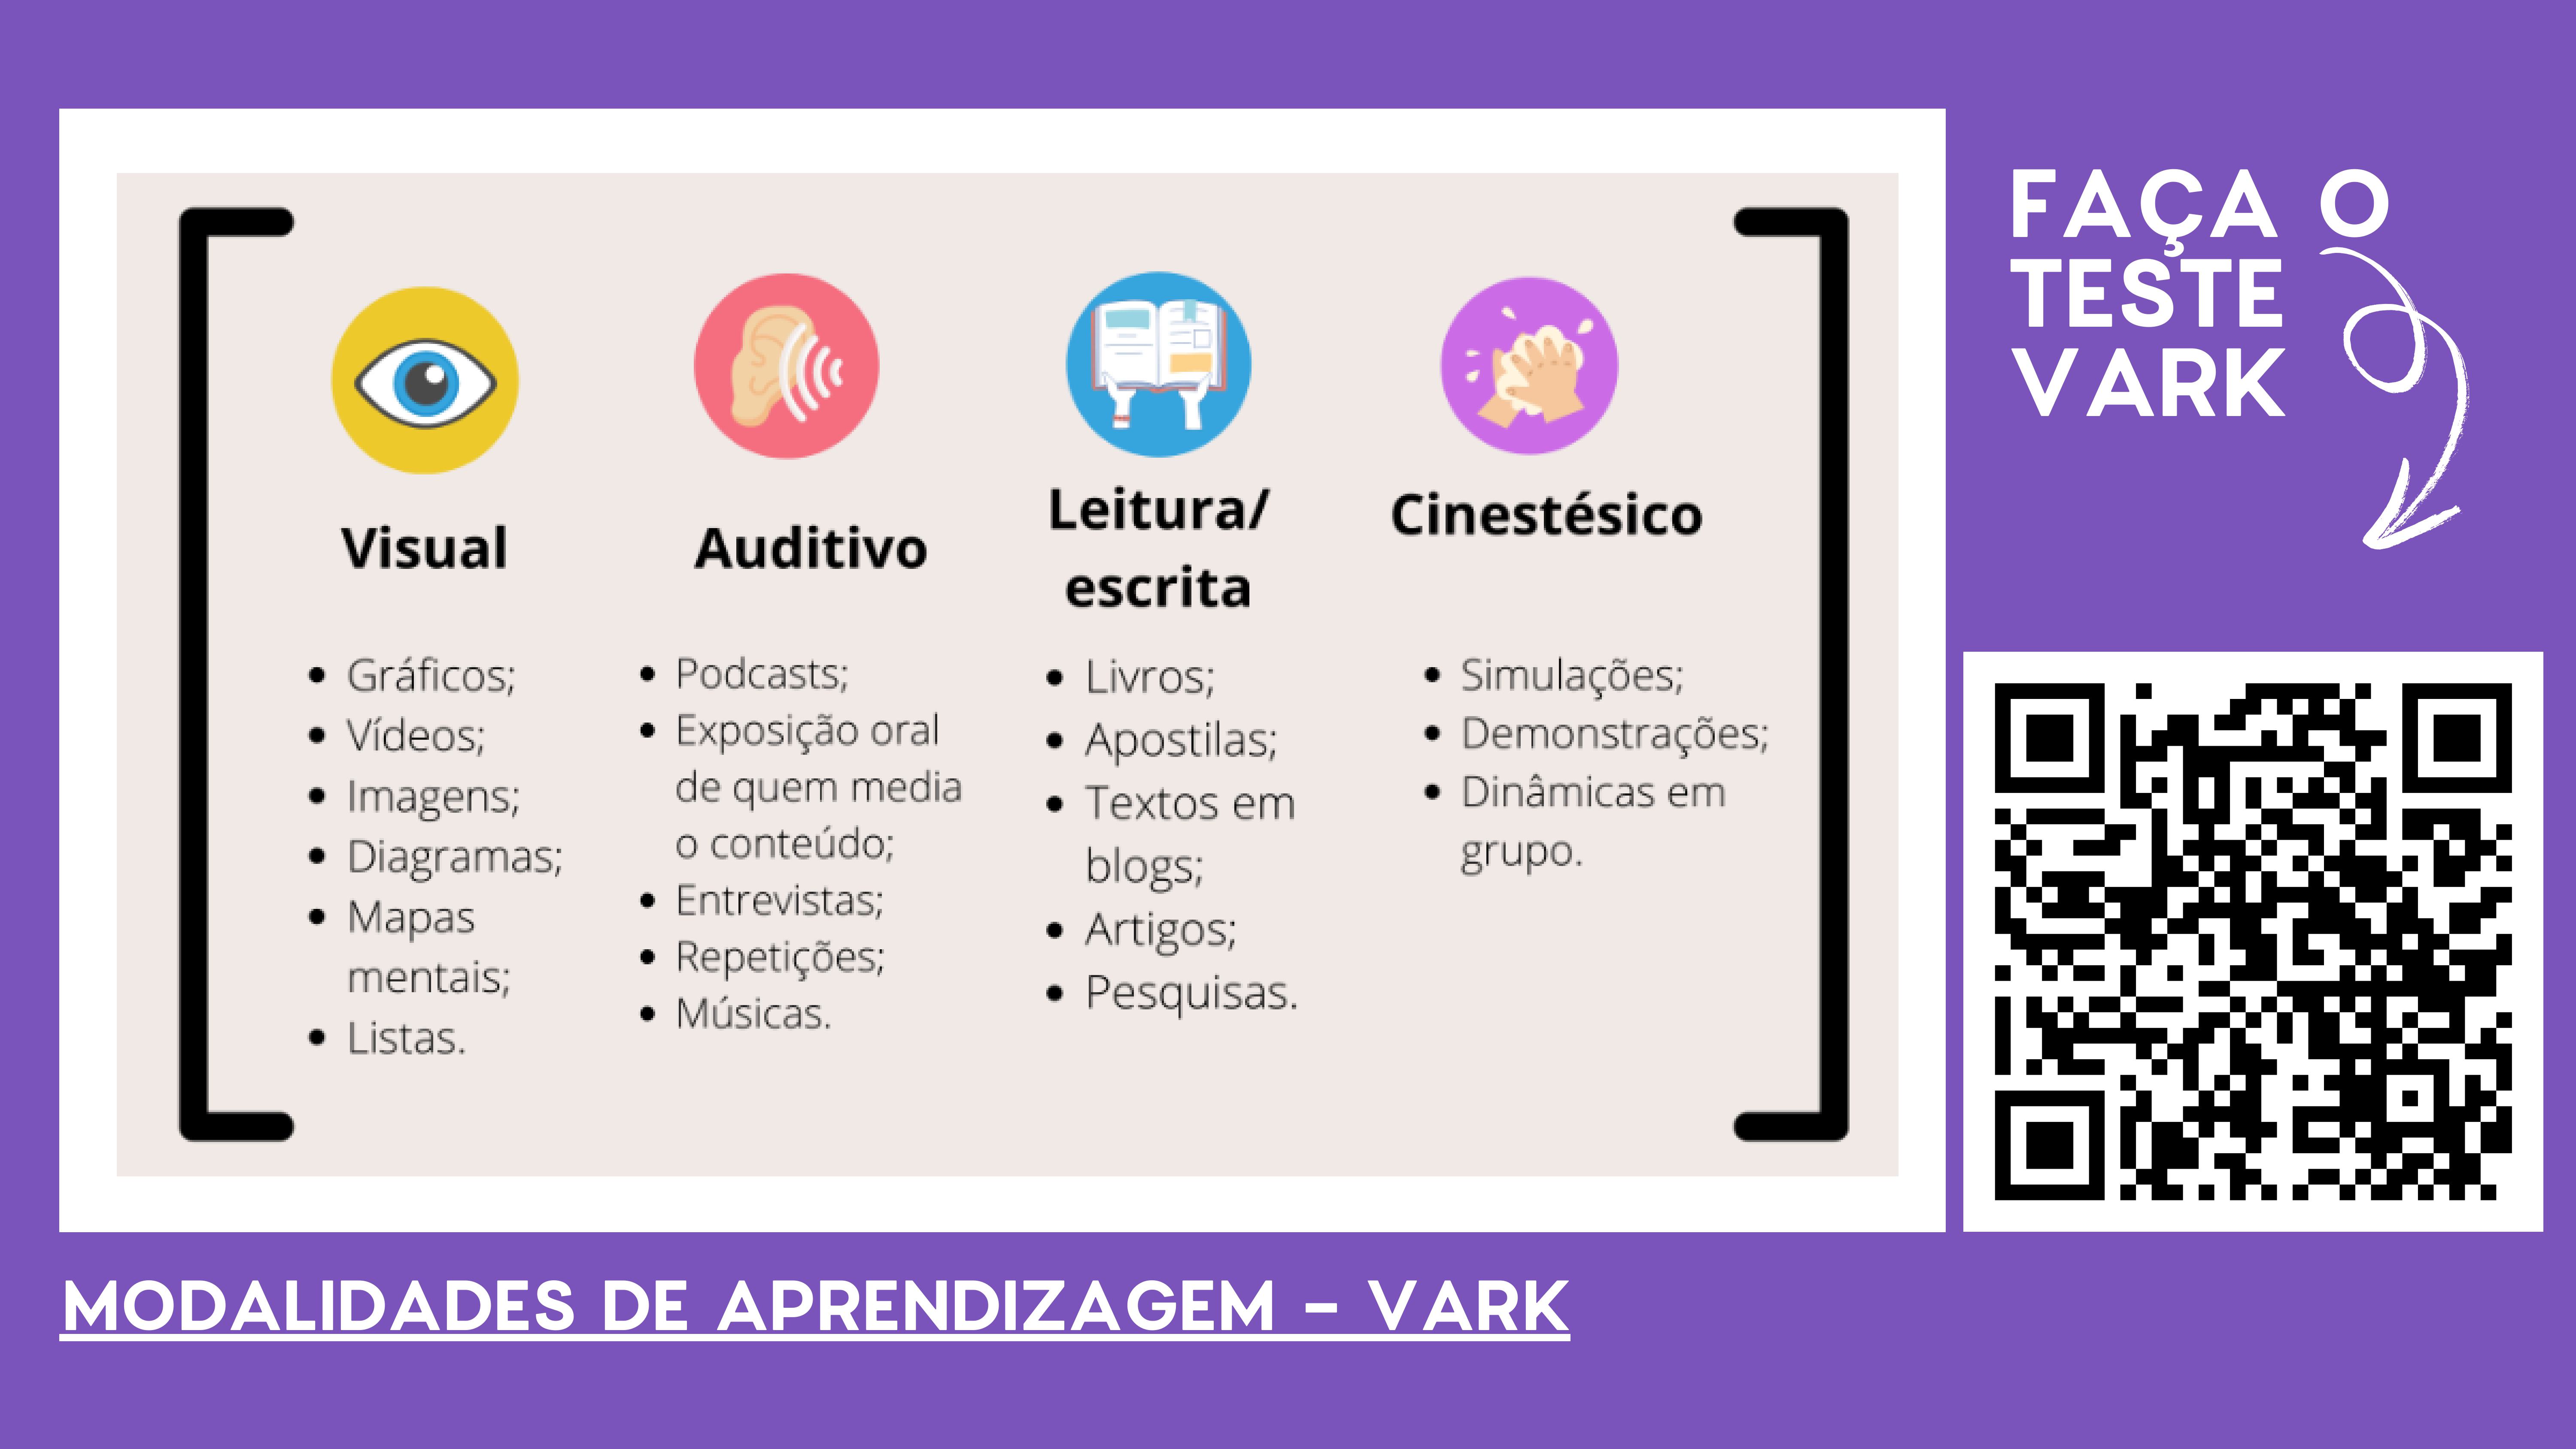 FAÇA O
TESTE
VARK
Visual
Gráficos;
Vídeos;
Imagens;
Diagramas;
Mapas
mentais;
Listas.
Auditivo
Podcasts;
Exposição oral
de quem media
o conteúdo;
Entrevistas;
Repetições;
Músicas.
Leitura/
escrita
Livros;
Apostilas;
Textos em
blogs;
Artigos;
Pesquisas.
Cinestésico
Simulações;
Demonstrações;
Dinâmicas em
grupo.
MODALIDADES DE APRENDIZAGEM - VARK